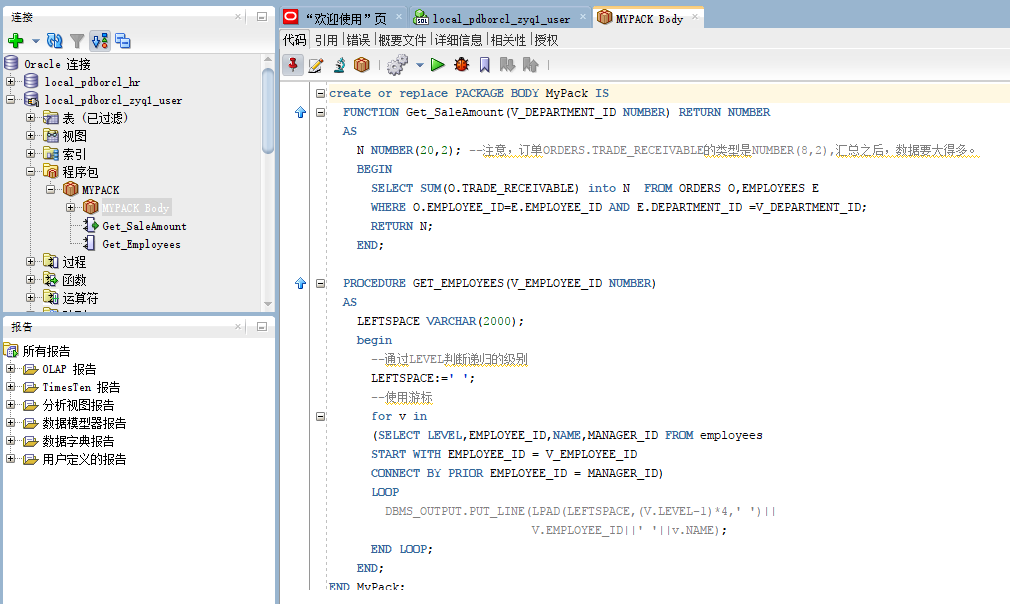 连接
Oracle 连接
local_pdborcl_hr
local_pdborcl_zyq1_user
表 (已过滤)
视图
索引
程序包
MYPACK
MYPACK Body
Get_SaleAmount
Get_Employees
过程
函数
运算符
报告
所有报告
OLAP 报告
TimesTen 报告
分析视图报告
数据模型器报告
数据字典报告
用户定义的报告
“欢迎使用”页
local_pdborcl_zyq1_user
MYPACK Body
代码 引用 错误 概要文件 详细信息 相关性 授权
create or replace PACKAGE BODY MyPack IS
FUNCTION Get_SaleAmount(V_DEPARTMENT_ID NUMBER) RETURN NUMBER
AS
N NUMBER(20,2); --注意，订单ORDERS.TRADE_RECEIVABLE的类型是NUMBER(8,2),汇总之后，数据要大得多。
BEGIN
SELECT SUM(O.TRADE_RECEIVABLE) into N  FROM ORDERS O,EMPLOYEES E
WHERE O.EMPLOYEE_ID=E.EMPLOYEE_ID AND E.DEPARTMENT_ID =V_DEPARTMENT_ID;
RETURN N;
END;
PROCEDURE GET_EMPLOYEES(V_EMPLOYEE_ID NUMBER)
AS
LEFTSPACE VARCHAR(2000);
begin
--通过LEVEL判断递归的级别
LEFTSPACE:=' ';
--使用游标
for v in
(SELECT LEVEL,EMPLOYEE_ID,NAME,MANAGER_ID FROM employees
START WITH EMPLOYEE_ID = V_EMPLOYEE_ID
CONNECT BY PRIOR EMPLOYEE_ID = MANAGER_ID)
LOOP
DBMS_OUTPUT.PUT_LINE(LPAD(LEFTSPACE,(V.LEVEL-1)*4,' ')||
V.EMPLOYEE_ID||' '||v.NAME);
END LOOP;
END;
END MyPack;